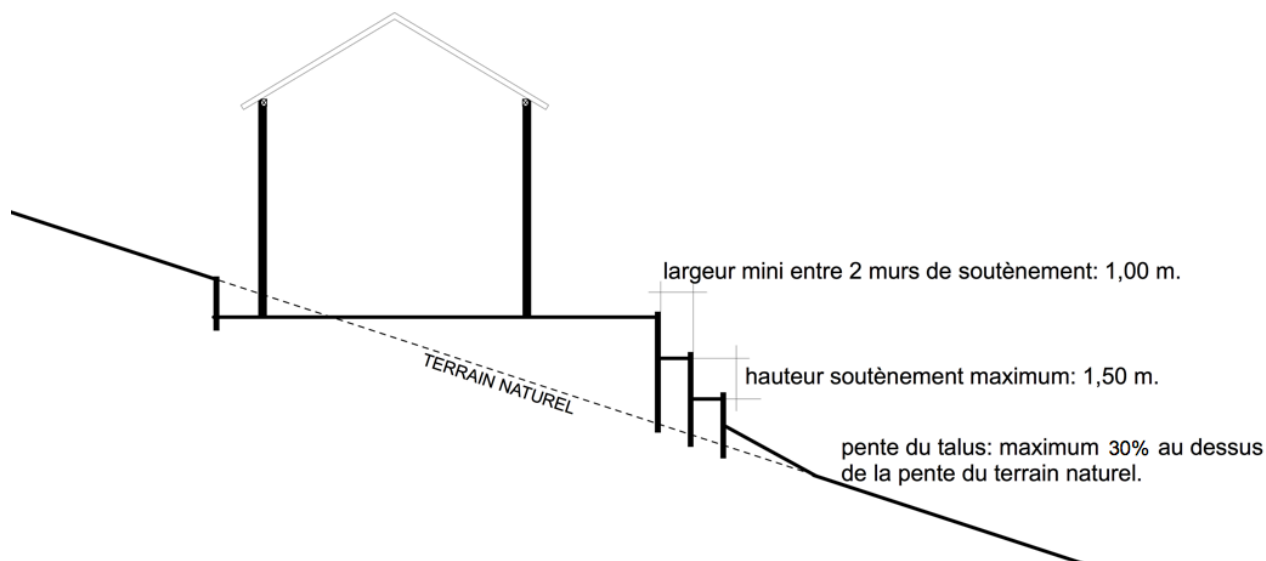 largeur mini entre 2 murs de soutènement: 1,00 m.
TERRAIN NATUREL
hauteur soutènement maximum: 1,50 m.
pente du talus: maximum 30% au dessus
de la pente du terrain naturel.